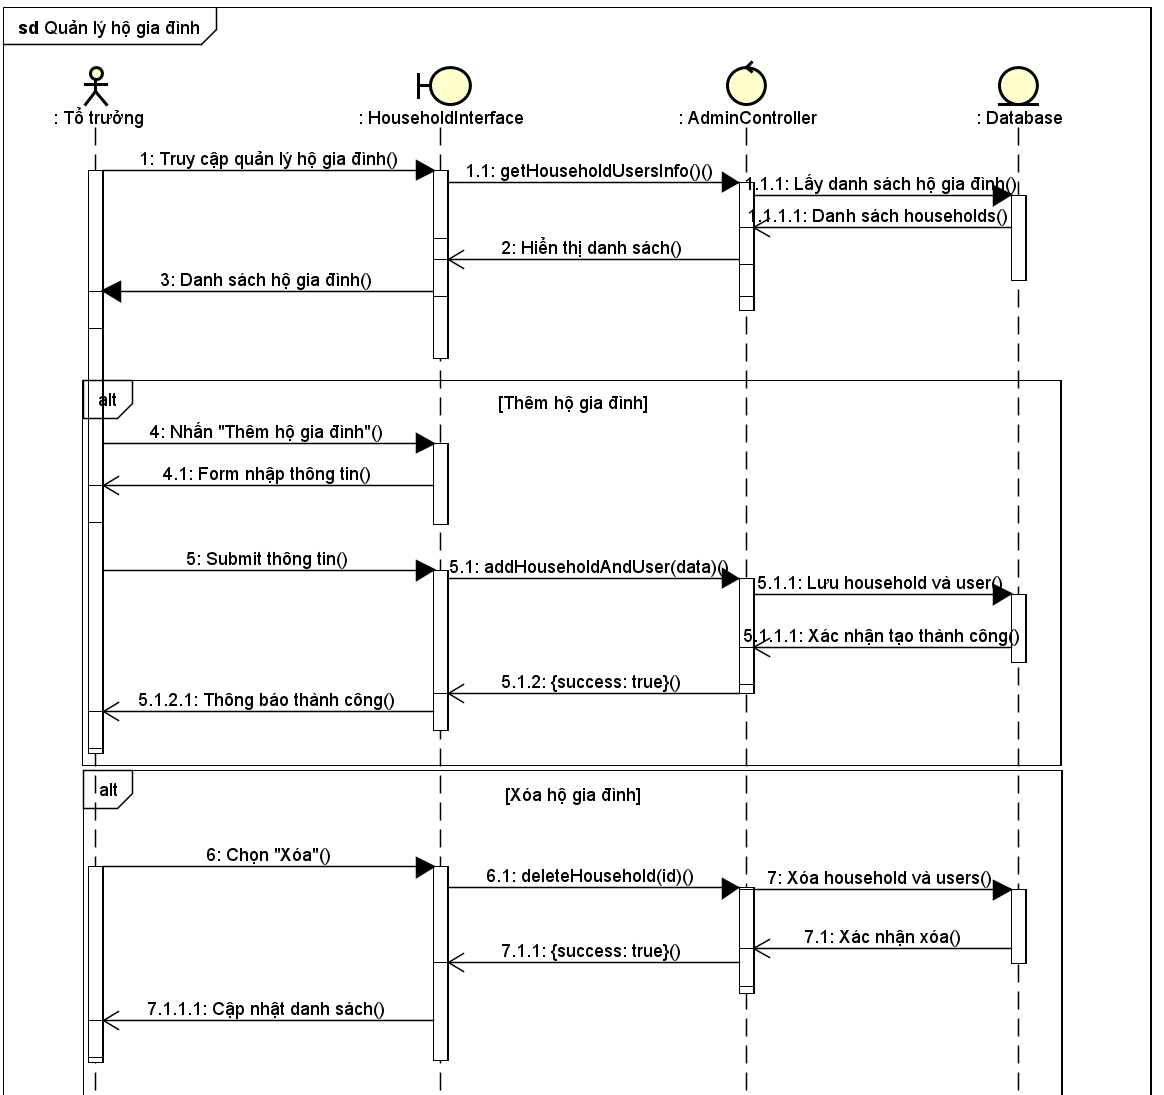 sd Quản lý hộ gia đình
: Tổ trưởng
: HouseholdInterface
: AdminController
: Database
1: Truy cập quản lý hộ gia đình()
1.1: getHouseholdUsersInfo()()
1.1.1: Lấy danh sách hộ gia đình()
1.1.1.1: Danh sách households()
2: Hiển thị danh sách()
3: Danh sách hộ gia đình()
alt
[Thêm hộ gia đình]
4: Nhấn "Thêm hộ gia đình"()
4.1: Form nhập thông tin()
5: Submit thông tin()
5.1: addHouseholdAndUser(data)()
5.1.1: Lưu household và user()
5.1.1.1: Xác nhận tạo thành công()
5.1.2: {success: true}()
5.1.2.1: Thông báo thành công()
alt
[Xóa hộ gia đình]
6: Chọn "Xóa"()
6.1: deleteHousehold(id)()
7: Xóa household và users()
7.1: Xác nhận xóa()
7.1.1: {success: true}()
7.1.1.1: Cập nhật danh sách()